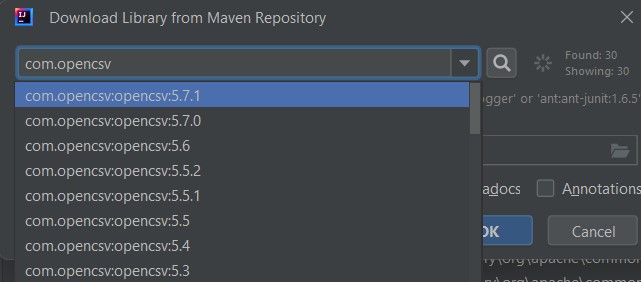 Download Library from Maven Repository
com.opencsv
Found: 30
Showing: 30
com.opencsv:opencsv:5.7.1
ogger' or 'ant:ant-junit:1.6.5'
com.opencsv:opencsv:5.7.0
com.opencsv:opencsv:5.6
com.opencsv:opencsv:5.5.2
com.opencsv:opencsv:5.5.1
adocs
Annotations
com.opencsv:opencsv:5.5
OK
Cancel
com.opencsv:opencsv:5.4
com.opencsv:opencsv:5.3